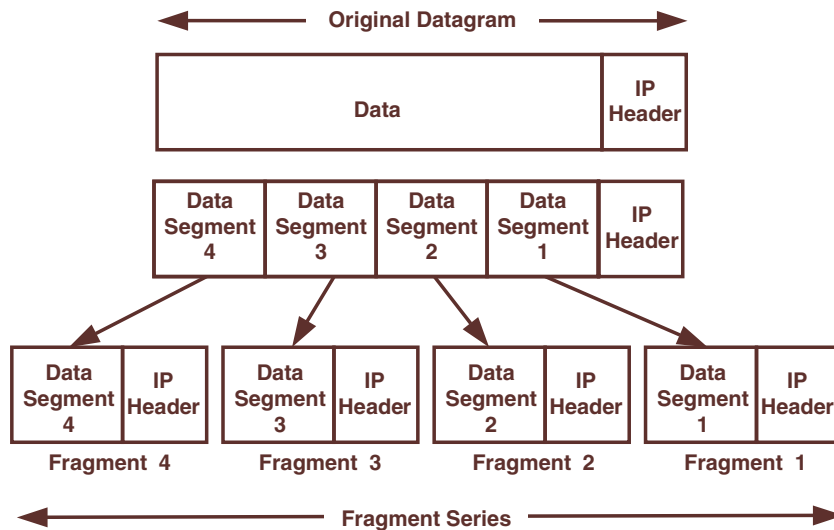 Original Datagram
Data
IP
Header
Data
Segment
4
Data
Segment
3
Data
Segment
2
Data
Segment
1
IP
Header
Data
Segment
4
IP
Header
Data
Segment
3
IP
Header
Data
Segment
2
IP
Header
Data
Segment
1
IP
Header
Fragment 4
Fragment 3
Fragment 2
Fragment 1
Fragment Series